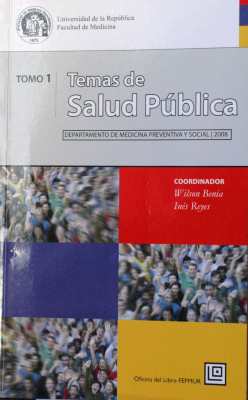 Universidad de la República
Facultad de Medicina
TOMO 1
Temas de
Salud Pública
DEPARTAMENTO DE MEDICINA PREVENTIVA Y SOCIAL | 2008
COORDINADOR
Wilson Benia
Inés Reyes
Oficina del Libro FEFMUR